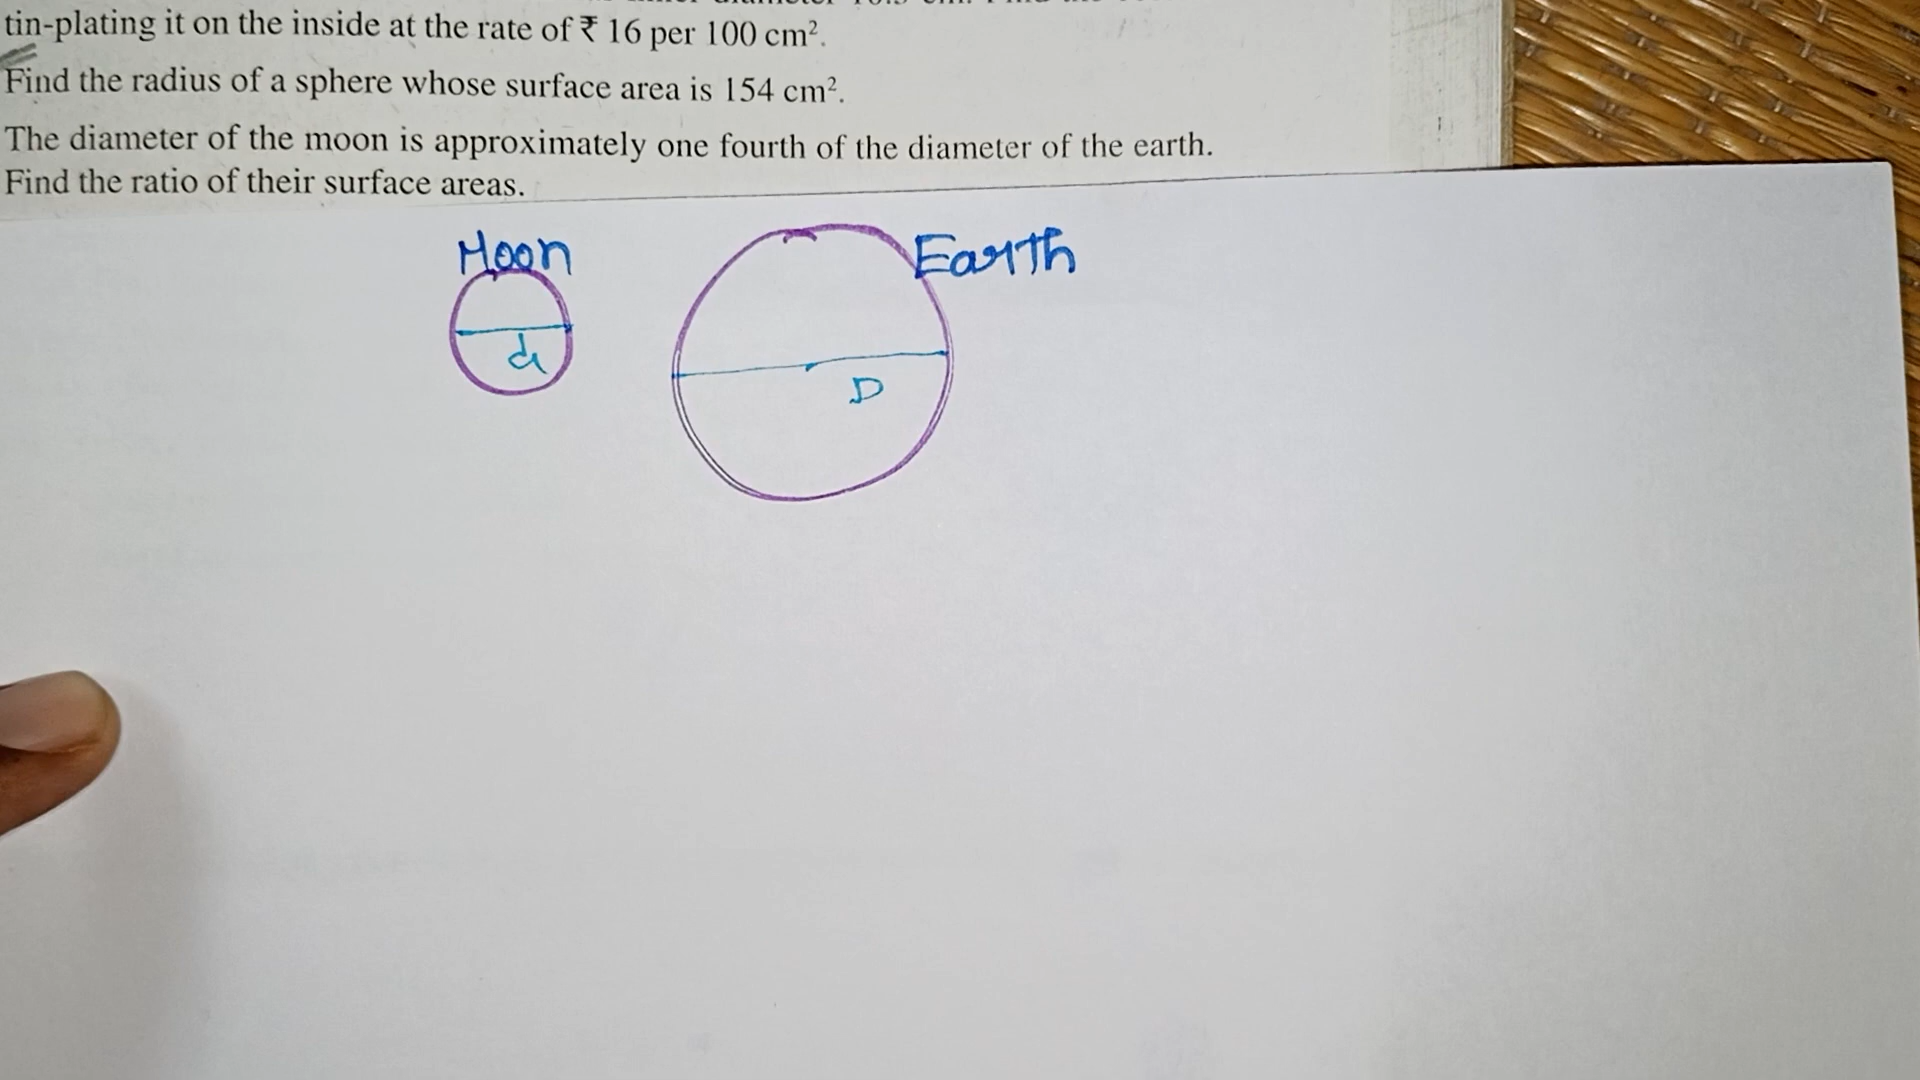 tin-plating it on the inside at the rate of ₹ 16 per 100 cm².
Find the radius of a sphere whose surface area is 154 cm².
The diameter of the moon is approximately one fourth of the diameter of the earth.
Find the ratio of their surface areas.
Moon
Earth
d
D